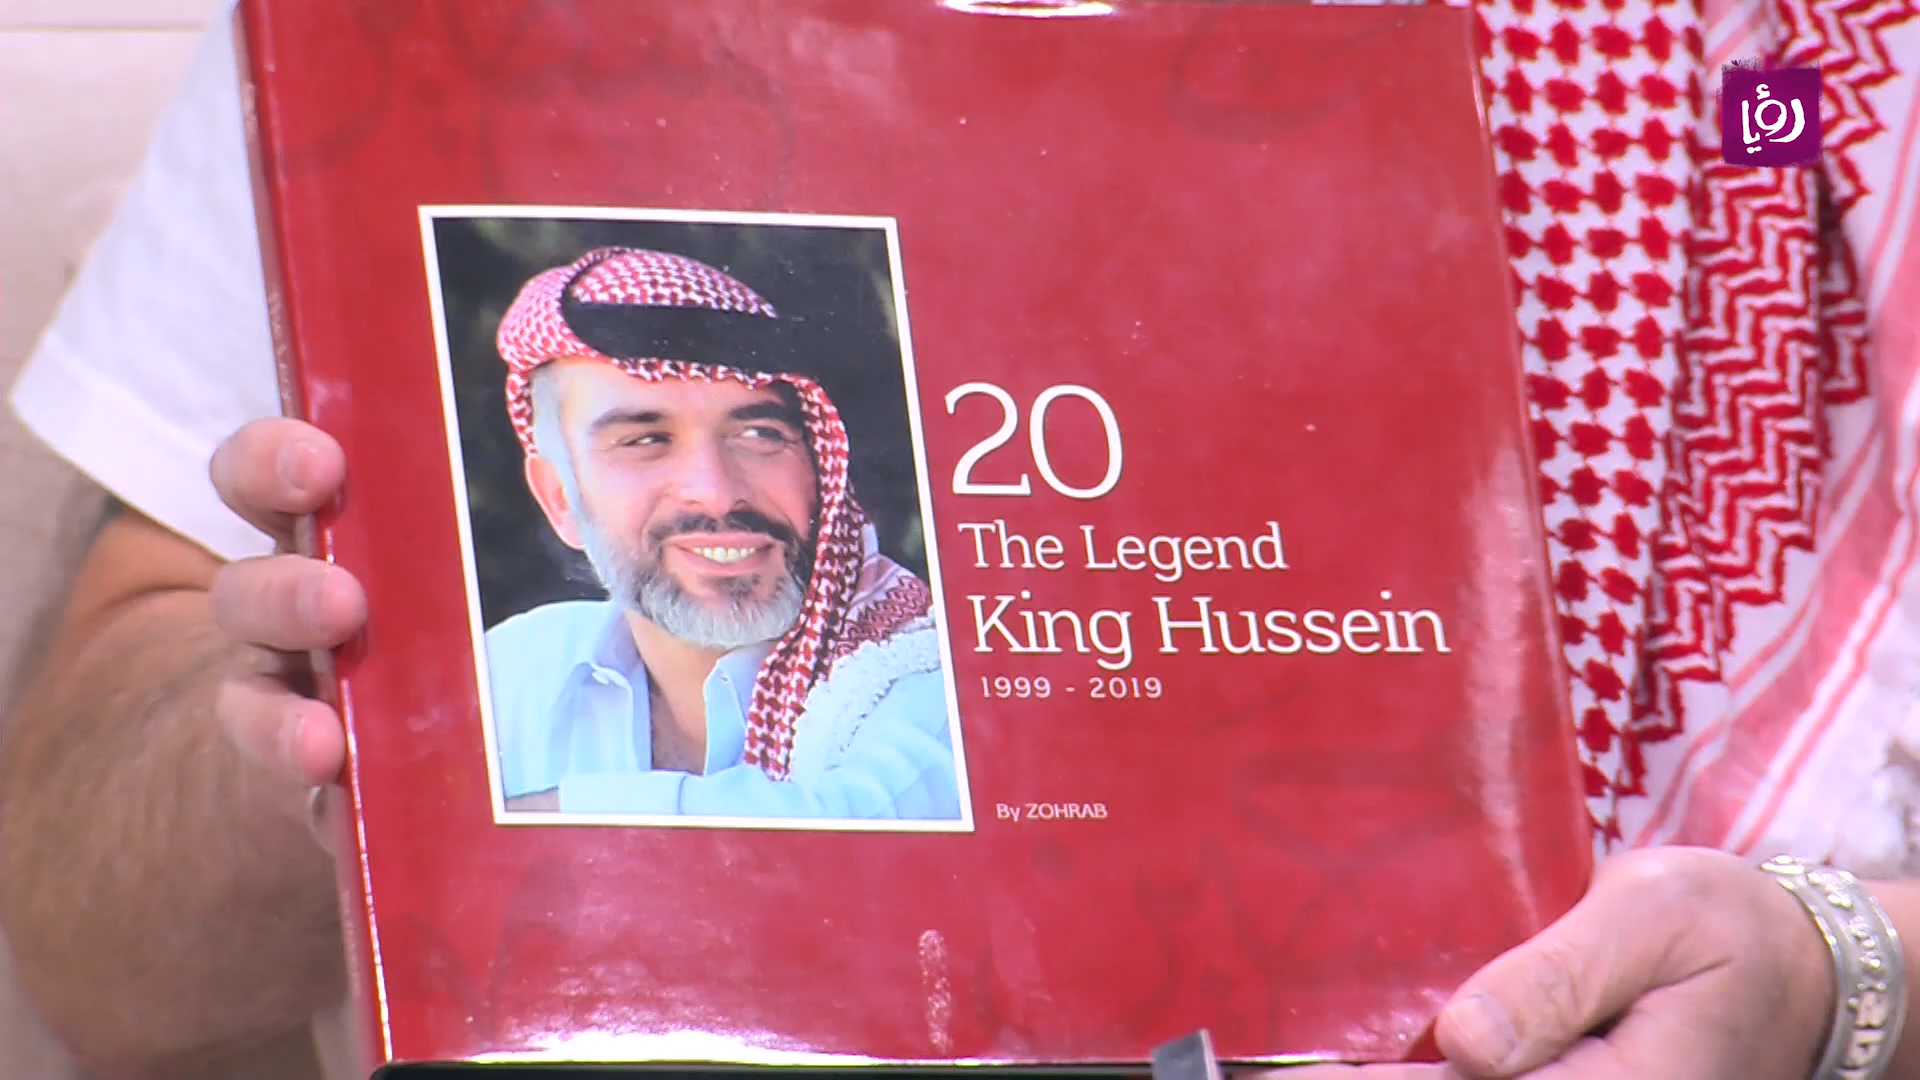 رؤيا
20
The Legend
King Hussein
1999 - 2019
By ZOHRAB